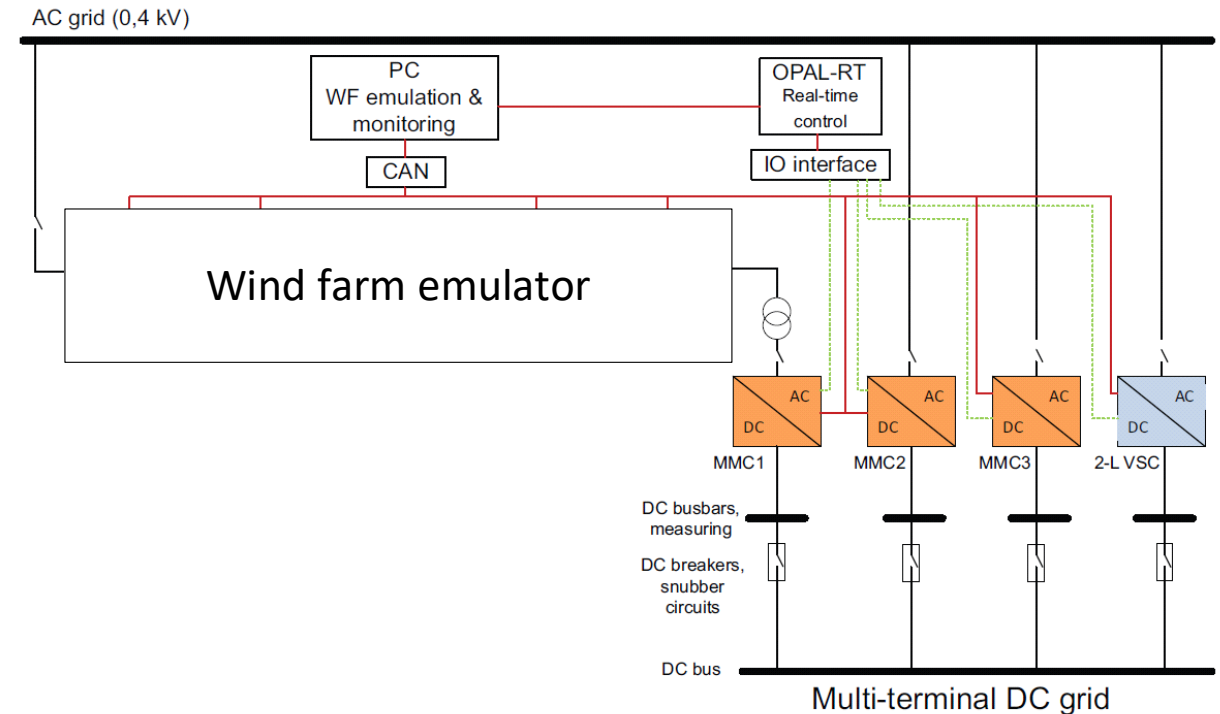 AC grid (0,4 kV)
PC
WF emulation &
monitoring
OPAL-RT
Real-time
control
CAN
IO interface
Wind farm emulator
AC
DC
AC
DC
AC
DC
AC
DC
MMC1
MMC2
MMC3
2-L VSC
DC busbars,
measuring
DC breakers,
snubber
circuits
DC bus
Multi-terminal DC grid